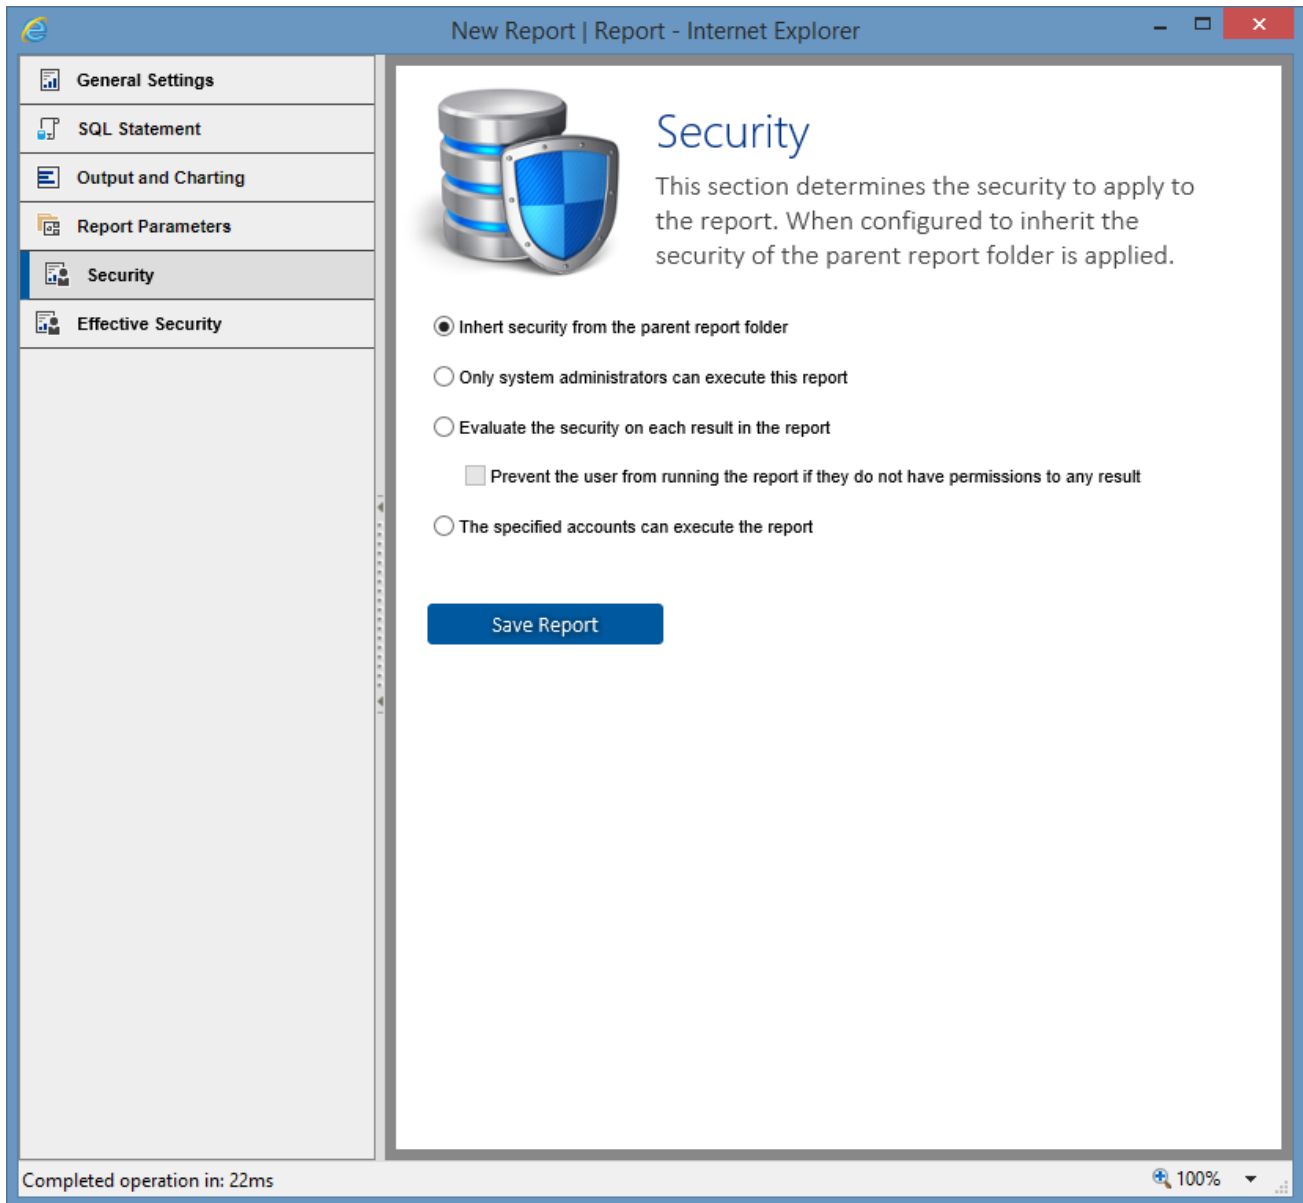 New Report | Report - Internet Explorer
General Settings
SQL Statement
Output and Charting
Report Parameters
Security
Effective Security
Security
This section determines the security to apply to
the report. When configured to inherit the
security of the parent report folder is applied.
Inhert security from the parent report folder
Only system administrators can execute this report
Evaluate the security on each result in the report
Prevent the user from running the report if they do not have permissions to any result
The specified accounts can execute the report
Save Report
Completed operation in: 22ms
100%